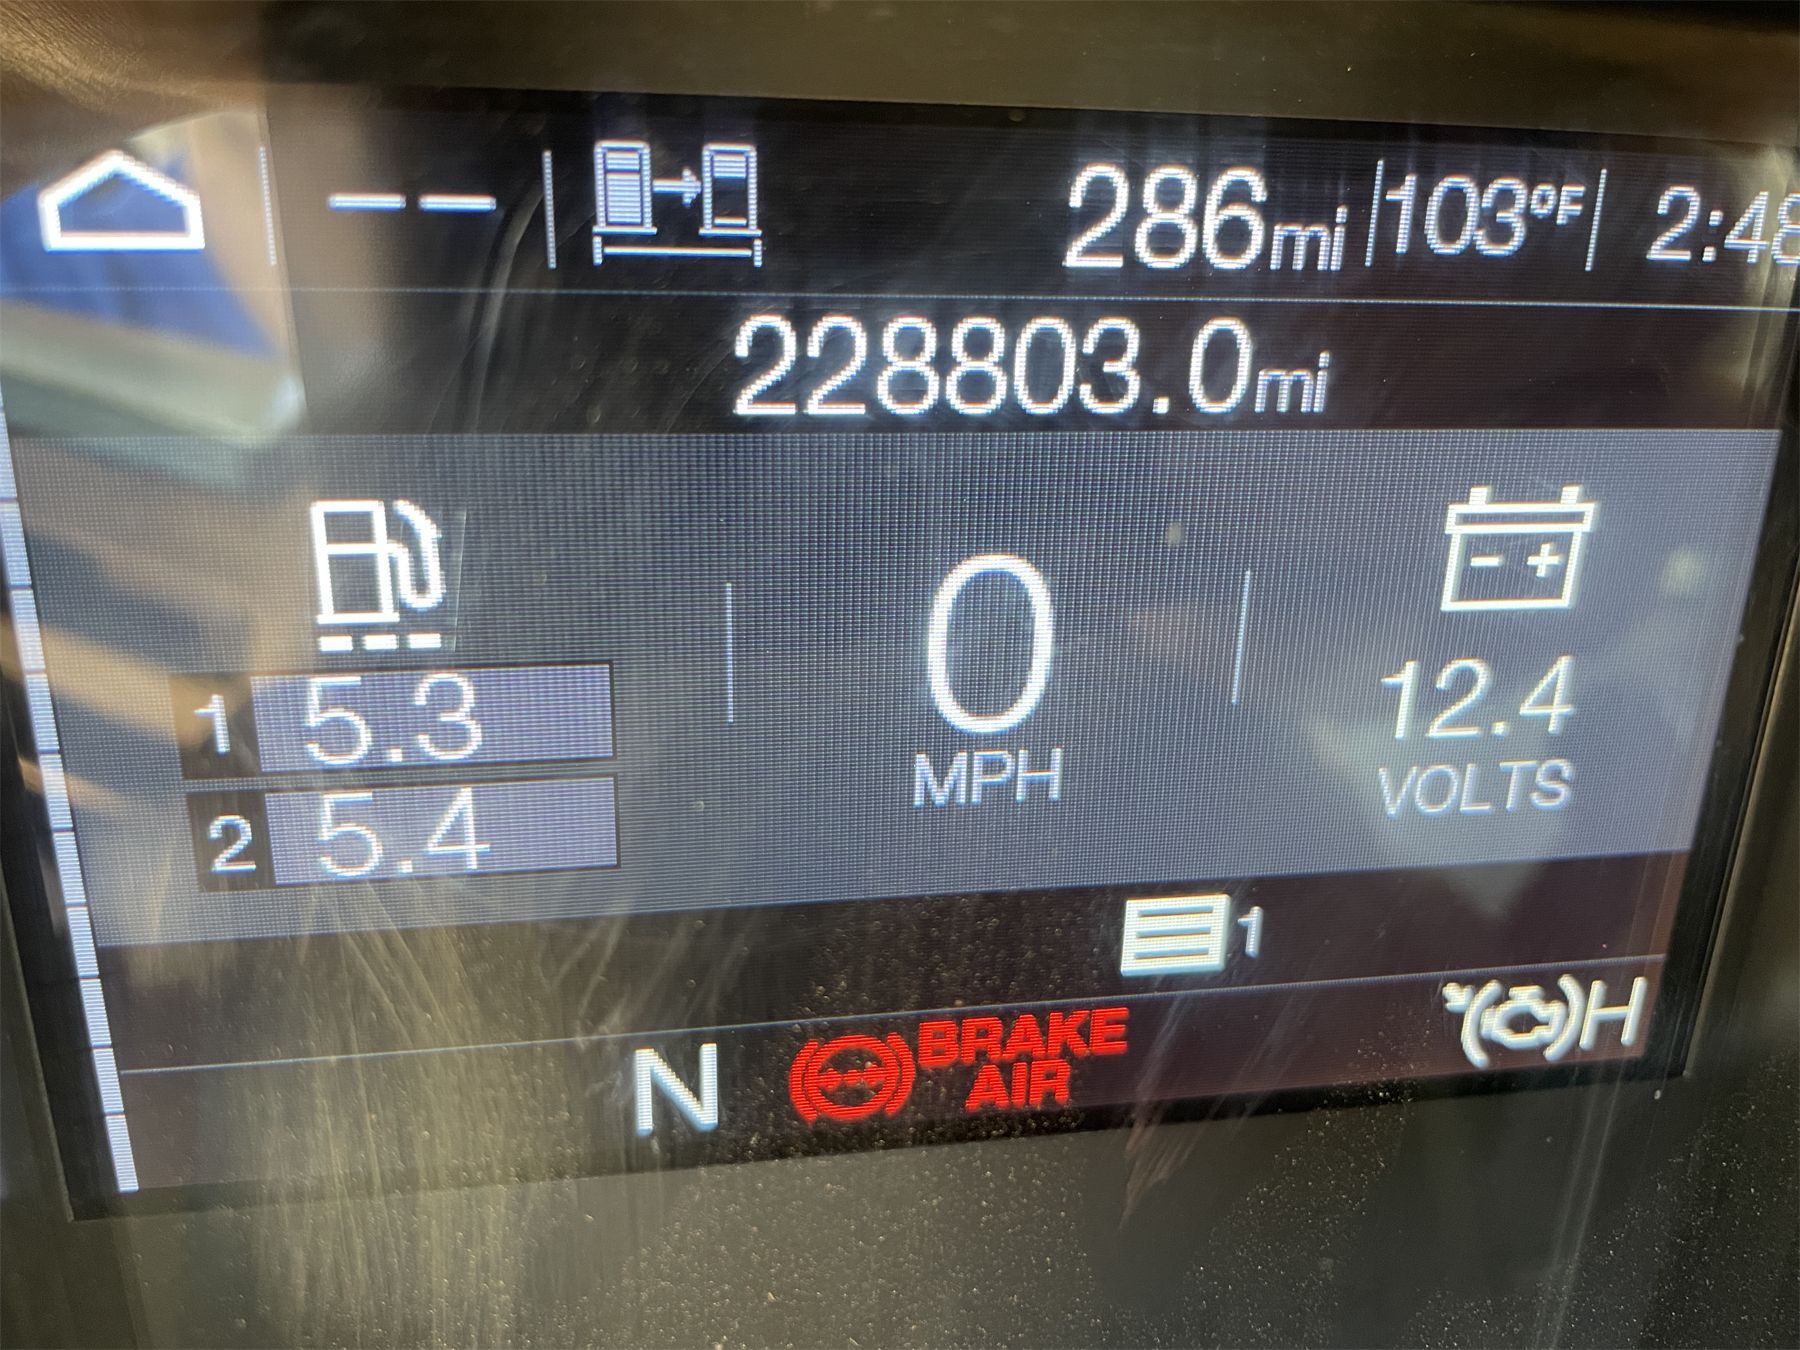 -- 286mi 103°F 2:48
228803.0mi
1 5.3
2 5.4
0
MPH
- +
12.4
VOLTS
1
N BRAKE
AIR
H